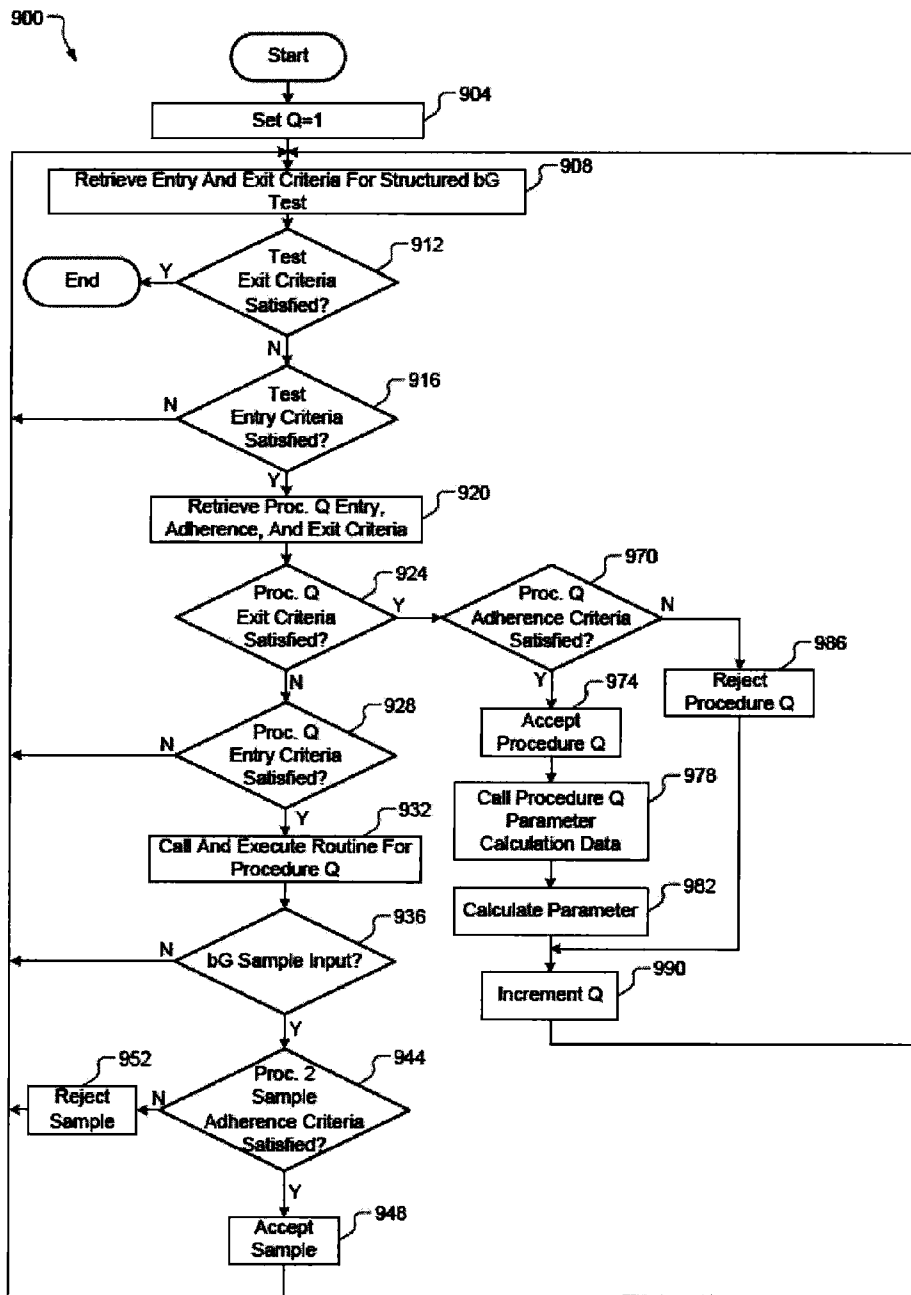 900
Start
904
Set Q=1
908
Retrieve Entry And Exit Criteria For Structured bG
Test
912
Test
Exit Criteria
Satisfied?
Y
End
N
916
Test
Entry Criteria
Satisfied?
N
Y
920
Retrieve Proc. Q Entry,
Adherence, And Exit Criteria
924
Proc. Q
Exit Criteria
Satisfied?
Y
970
Proc. Q
Adherence Criteria
Satisfied?
N
986
Reject
Procedure Q
N
Y
974
Accept
Procedure Q
928
Proc. Q
Entry Criteria
Satisfied?
N
Y
978
Call Procedure Q
Parameter
Calculation Data
932
Call And Execute Routine For
Procedure Q
982
Calculate Parameter
936
bG Sample Input?
N
Y
990
Increment Q
944
Proc. 2
Sample
Adherence Criteria
Satisfied?
N
952
Reject
Sample
Y
948
Accept
Sample